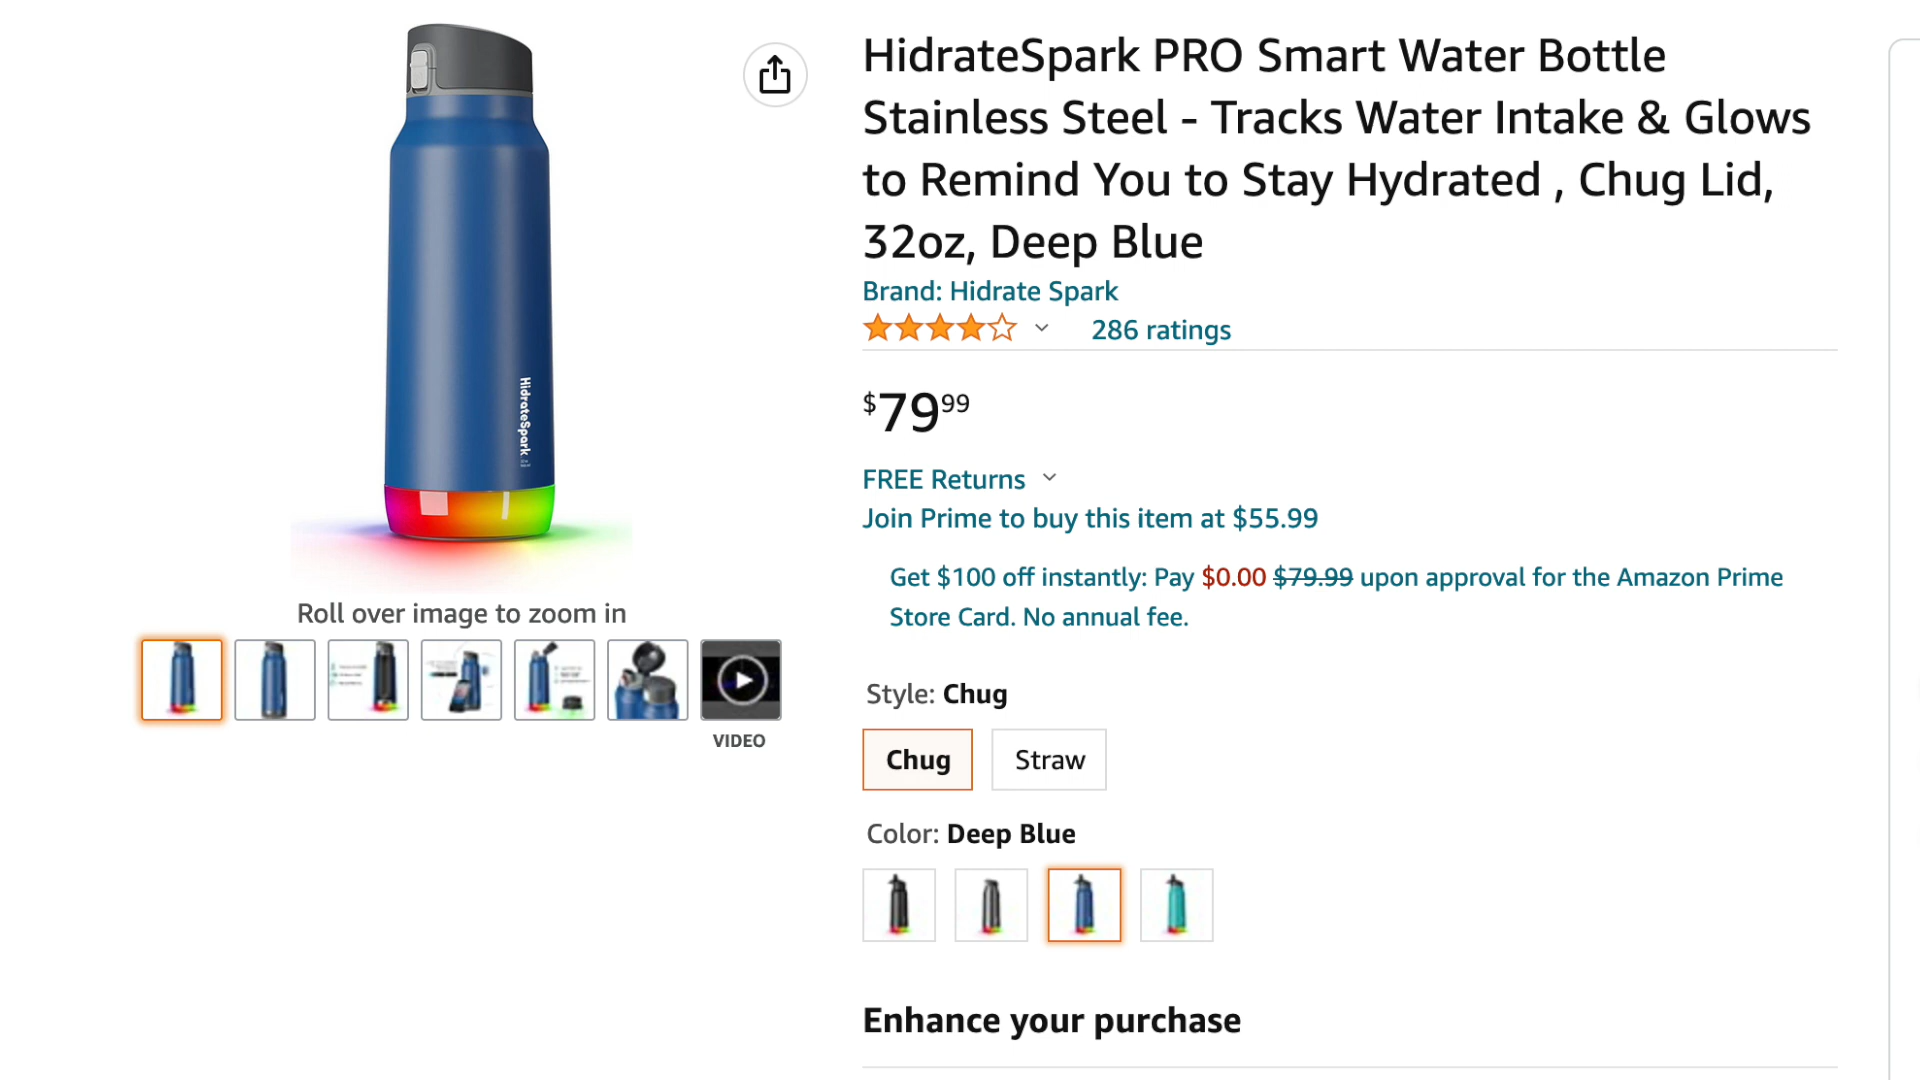 HidrateSpark PRO Smart Water Bottle
Stainless Steel - Tracks Water Intake & Glows
to Remind You to Stay Hydrated , Chug Lid,
32oz, Deep Blue
Brand: Hidrate Spark
286 ratings
$79.99
FREE Returns
Join Prime to buy this item at $55.99
Get $100 off instantly: Pay $0.00 $79.99 upon approval for the Amazon Prime
Store Card. No annual fee.
Style: Chug
Chug Straw
Color: Deep Blue
Enhance your purchase
HidrateSpark
Roll over image to zoom in
VIDEO